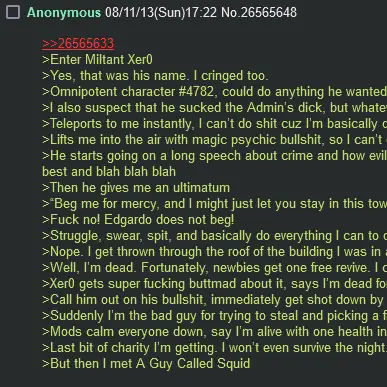 Anonymous 08/11/13(Sun)17:22 No.26565648
>>26565633
>Enter Miltant Xer0
>Yes, that was his name. I cringed too.
>Omnipotent character #4782, could do anything he wanted
>I also suspect that he sucked the Admin's dick, but
>Teleports to me instantly, I can't do shit cuz I'm basically
>Lifts me into the air with magic psychic bullshit, so I can't
>He starts going on a long speech about crime and how
best and blah blah blah
>Then he gives me an ultimatum
>“Beg me for mercy, and I might just let you stay in this
>Fuck no! Edgardo does not beg!
>Struggle, swear, spit, and basically do everything I can to
>Nope. I get thrown through the roof of the building I was in
>Well, I'm dead. Fortunately, newbies get one free revive. I
>Xer0 gets super fucking buttmad about it, says I'm dead
>Call him out on his bullshit, immediately get shot down by
>Suddenly I'm the bad guy for trying to steal and picking a
>Mods calm everyone down, say I'm alive with one health
>Last bit of charity I'm getting. I won't even survive the night.
>But then I met A Guy Called Squid